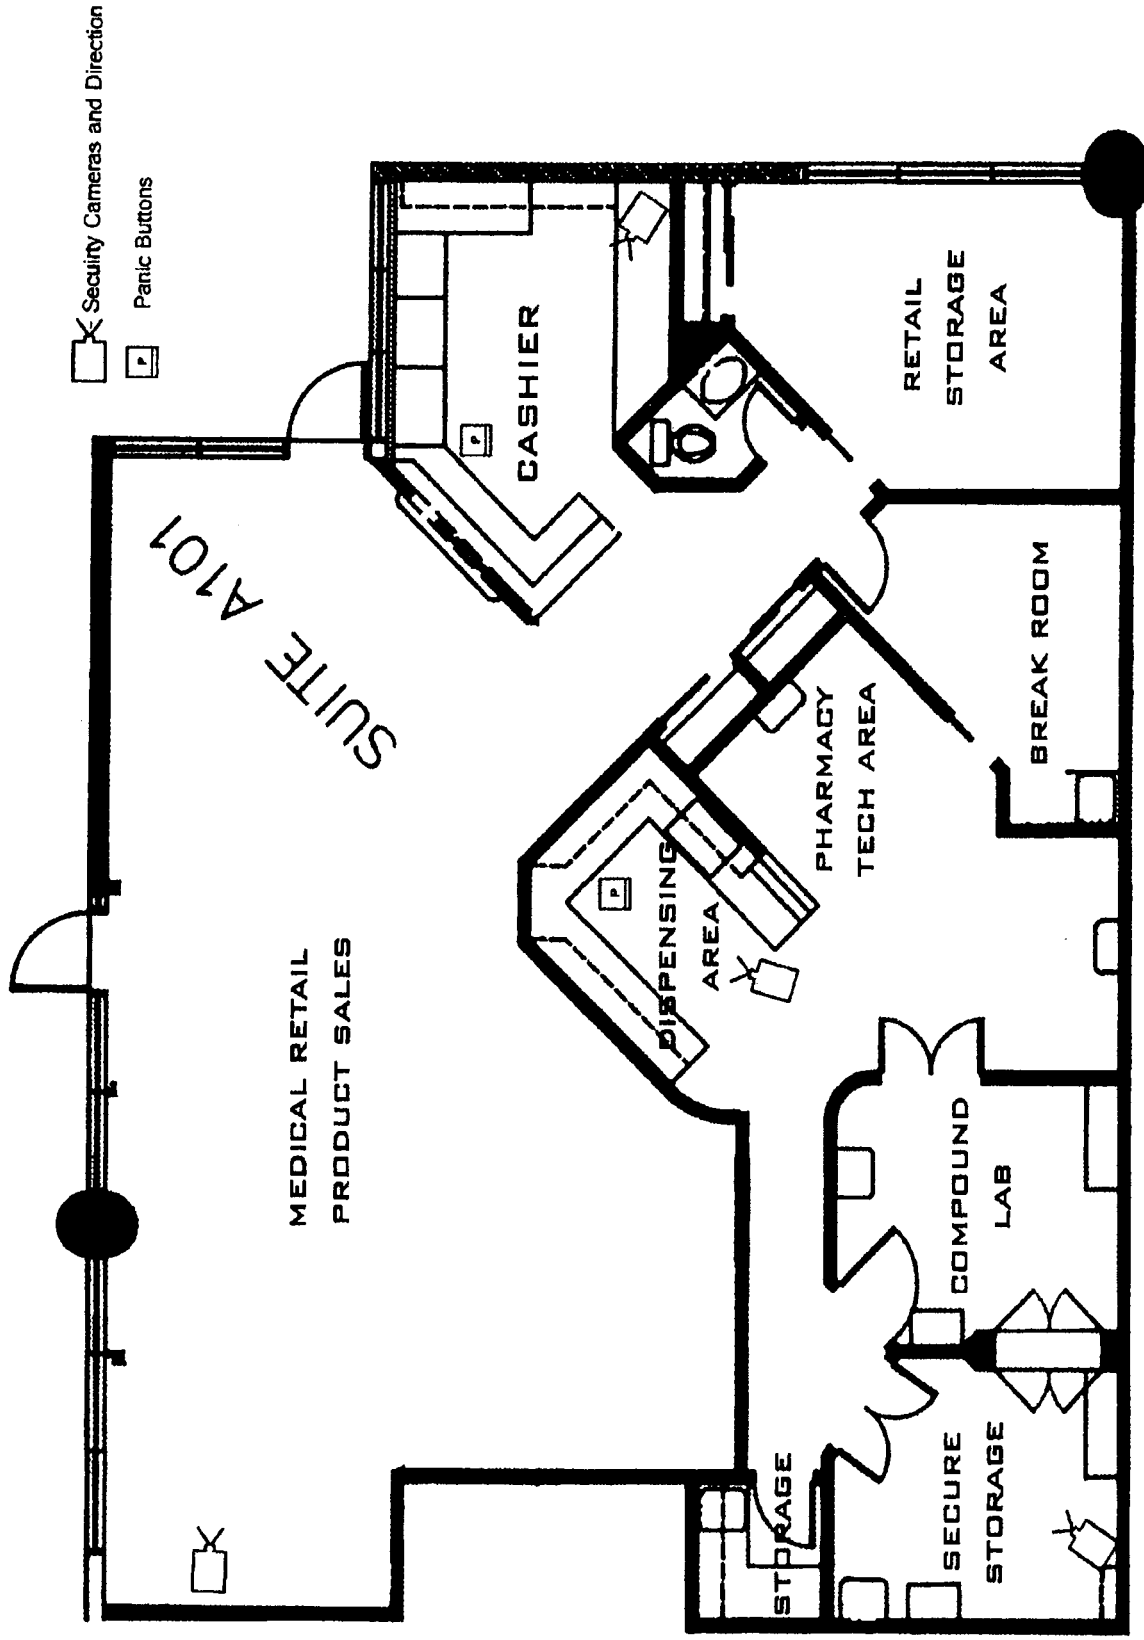 Secuirty Cameras and Direction
P
Panic Buttons
SUITE A101
MEDICAL RETAIL
PRODUCT SALES
P
CASHIER
RETAIL
STORAGE
AREA
P
DISPENSING
AREA
PHARMACY
TECH AREA
BREAK ROOM
COMPOUND
LAB
STORAGE
SECURE
STORAGE